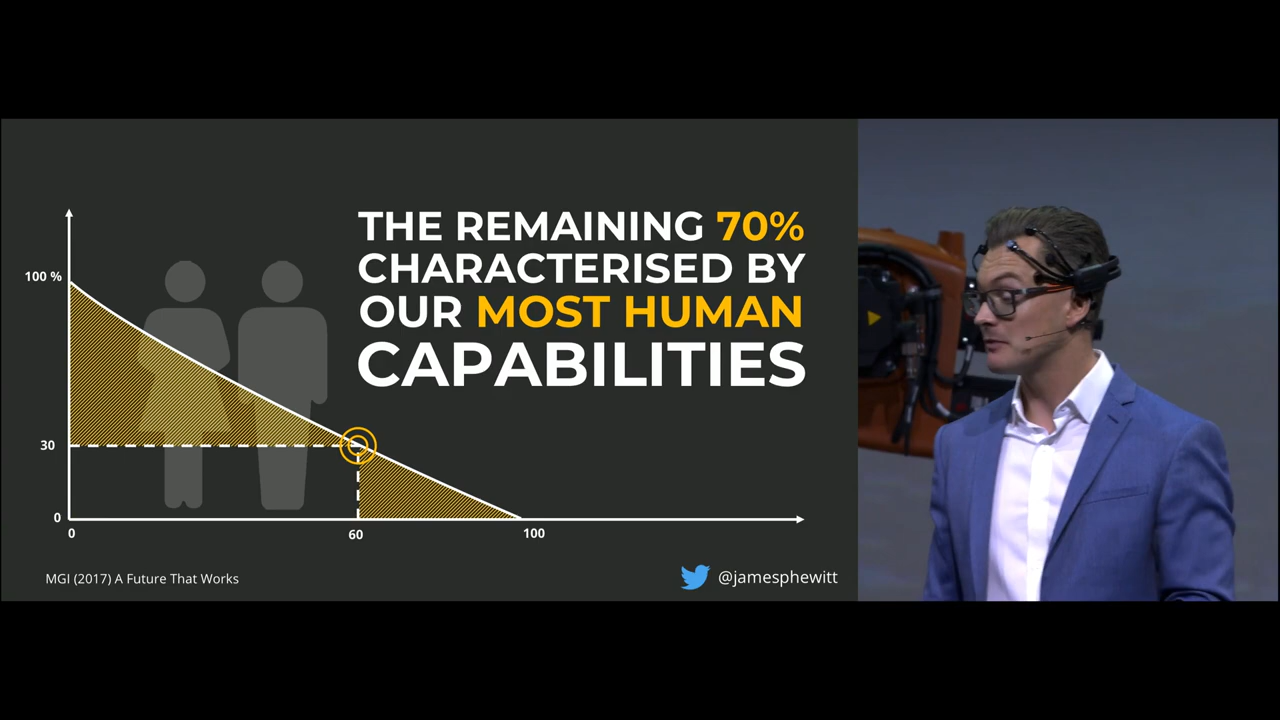 THE REMAINING 70%
CHARACTERISED BY
OUR MOST HUMAN
CAPABILITIES
100 %
30
0
0
60
100
MGI (2017) A Future That Works
@jamesphewitt